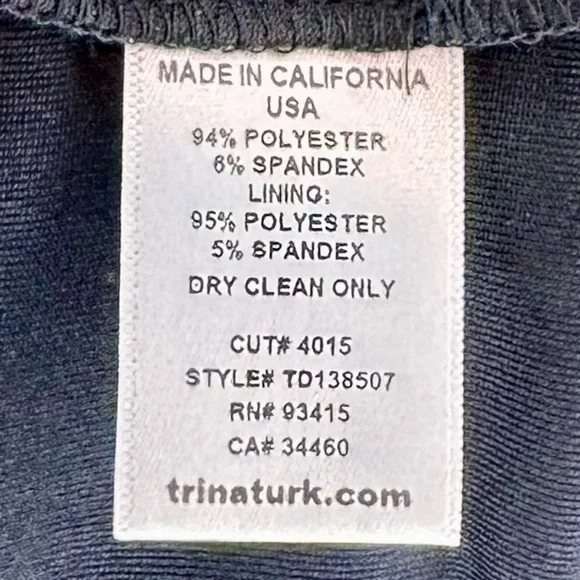 MADE IN CALIFORNIA
USA
94% POLYESTER
6% SPANDEX
LINING:
95% POLYESTER
5% SPANDEX
DRY CLEAN ONLY
CUT# 4015
STYLE# TD138507
RN# 93415
CA# 34460
trinaturk.com